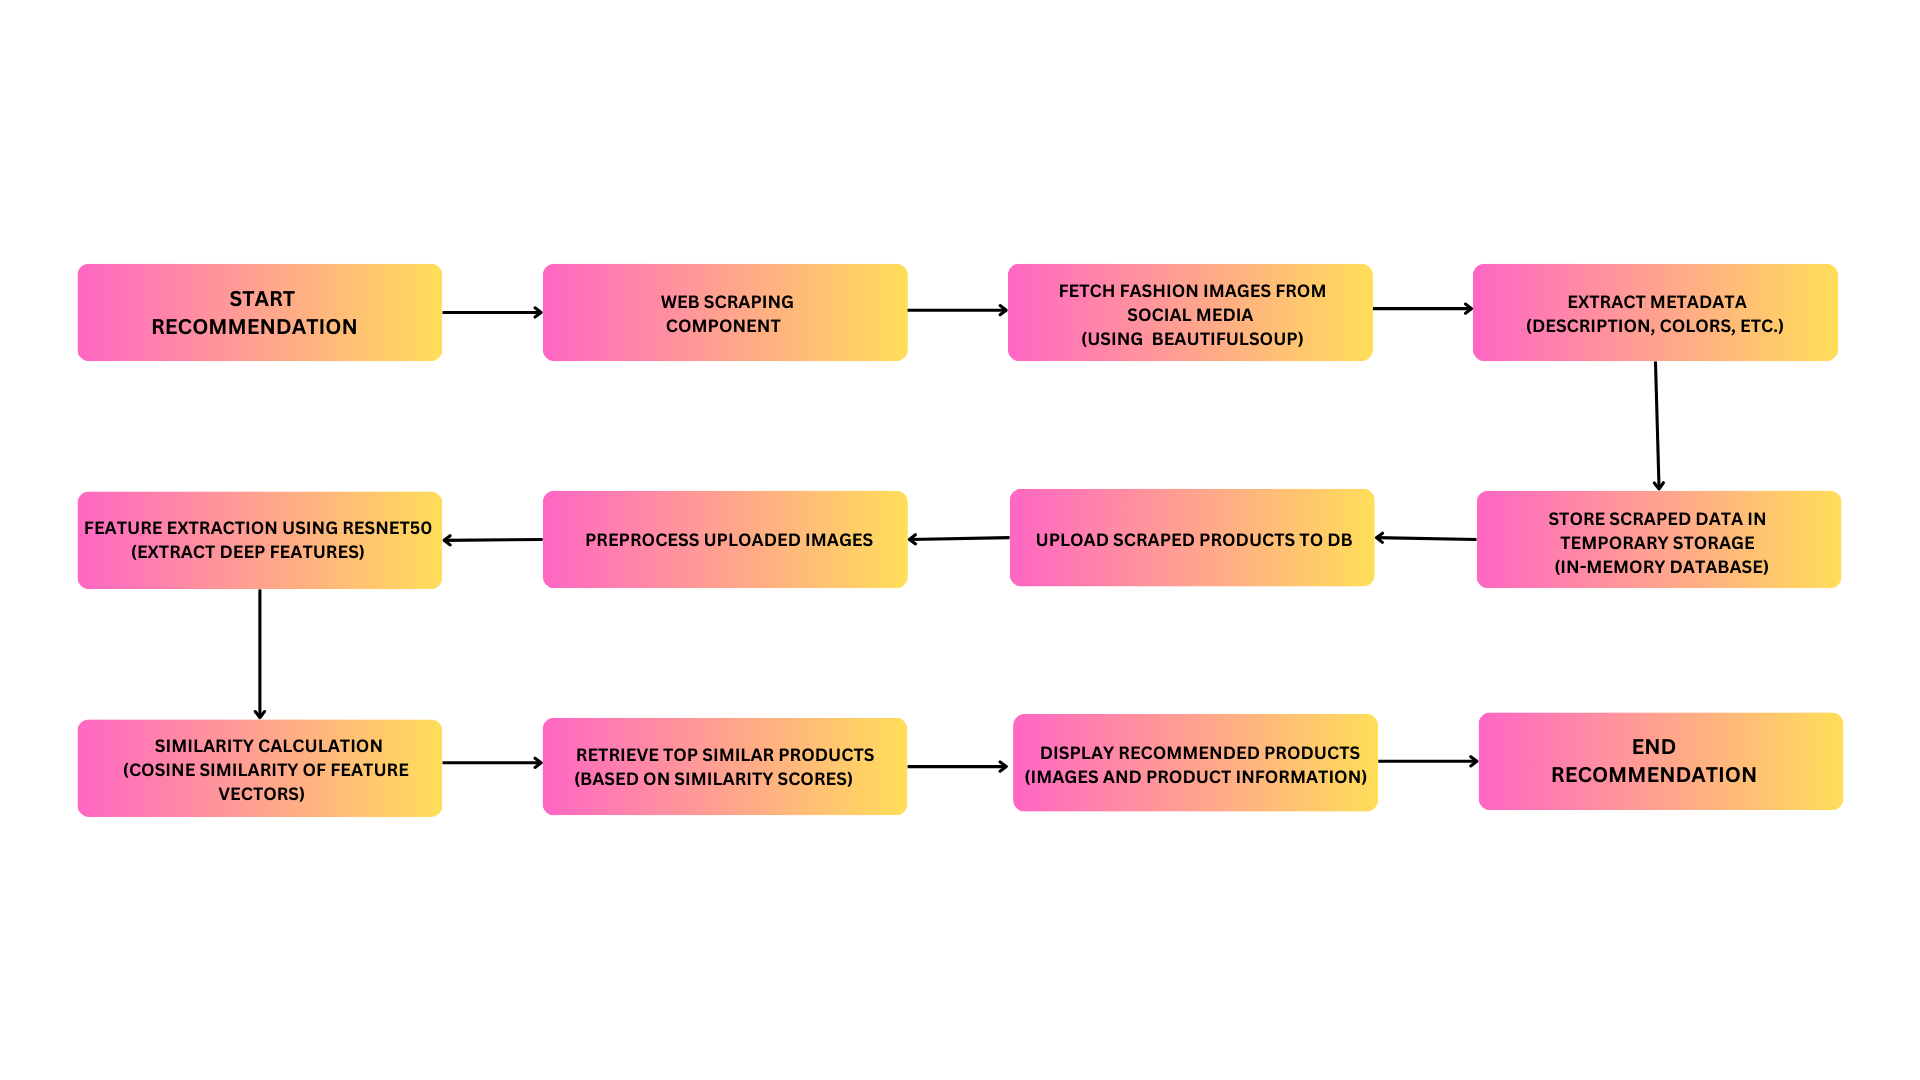 START
RECOMMENDATION
WEB SCRAPING
COMPONENT
FETCH FASHION IMAGES FROM
SOCIAL MEDIA
(USING BEAUTIFULSOUP)
EXTRACT METADATA
(DESCRIPTION, COLORS, ETC.)
STORE SCRAPED DATA IN
TEMPORARY STORAGE
(IN-MEMORY DATABASE)
UPLOAD SCRAPED PRODUCTS TO DB
PREPROCESS UPLOADED IMAGES
FEATURE EXTRACTION USING RESNET50
(EXTRACT DEEP FEATURES)
SIMILARITY CALCULATION
(COSINE SIMILARITY OF FEATURE
VECTORS)
RETRIEVE TOP SIMILAR PRODUCTS
(BASED ON SIMILARITY SCORES)
DISPLAY RECOMMENDED PRODUCTS
(IMAGES AND PRODUCT INFORMATION)
END
RECOMMENDATION